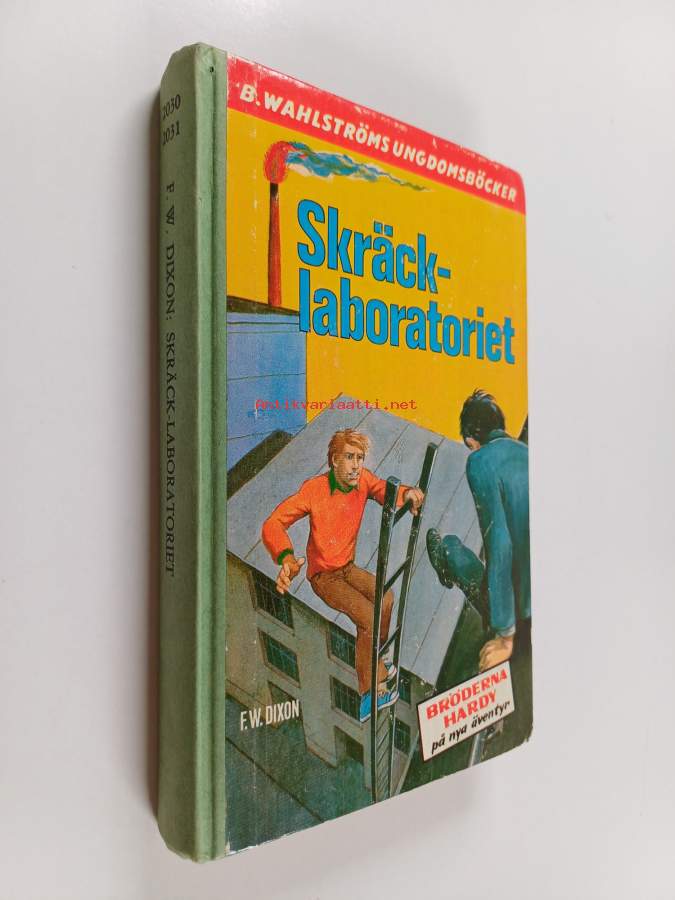 2030
2031
F. W. DIXON: SKRÄCK-LABORATORIET
B. WAHLSTRÖMS UNGDOMSBÖCKER
Skräck-
laboratoriet
Antikvariaatti.net
F.W. DIXON
BRÖDERNA
HARDY
på nya äventyr